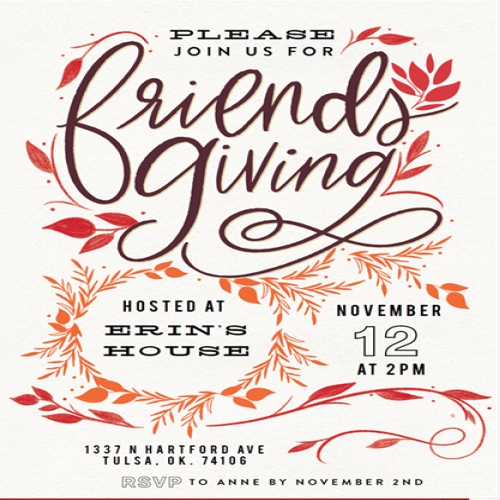 PLEASE
JOIN US FOR
friends
giving
HOSTED AT
ERIN'S
HOUSE
NOVEMBER
12
AT 2PM
1337 N HARTFORD AVE
TULSA, OK. 74106
RSVP TO ANNE BY NOVEMBER 2ND